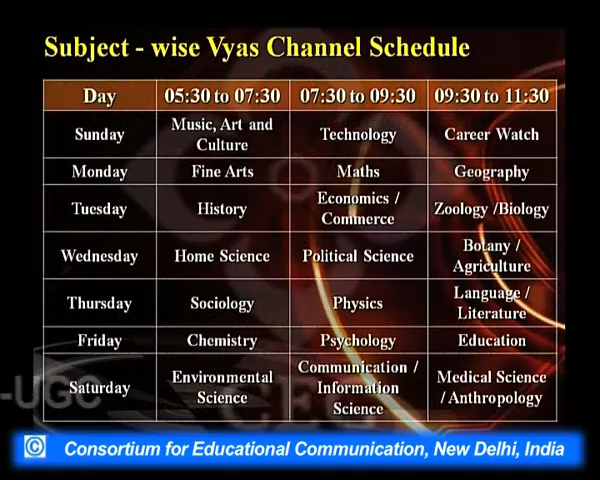 Subject - wise Vyas Channel Schedule
Day 05:30 to 07:30 07:30 to 09:30 09:30 to 11:30
Sunday Music, Art and Culture Technology Career Watch
Monday Fine Arts Maths Geography
Tuesday History Economics / Commerce Zoology /Biology
Wednesday Home Science Political Science Botany / Agriculture
Thursday Sociology Physics Language / Literature
Friday Chemistry Psychology Education
Saturday Environmental Science Communication / Information Science Medical Science / Anthropology
-UGC CEC
© Consortium for Educational Communication, New Delhi, India